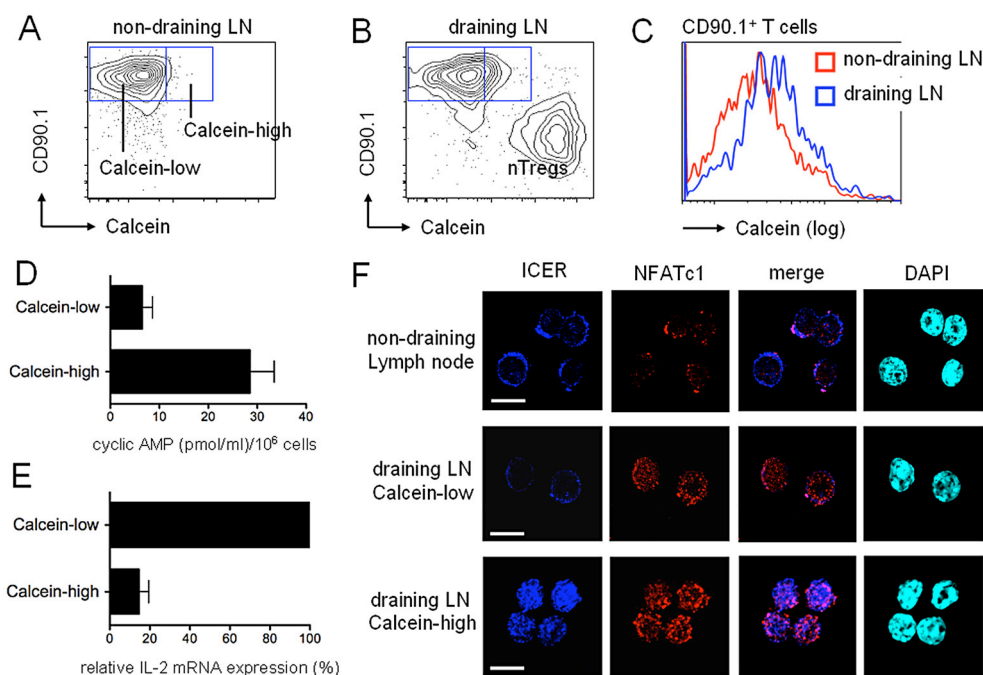 A
non-draining LN
CD90.1
Calcein-high
Calcein-low
Calcein
B
draining LN
CD90.1
nTregs
Calcein
C
CD90.1⁺ T cells
non-draining LN
draining LN
Calcein (log)
D
Calcein-low
Calcein-high
0 10 20 30 40
cyclic AMP (pmol/ml)/10⁶ cells
E
Calcein-low
Calcein-high
0 20 40 60 80 100
relative IL-2 mRNA expression (%)
F
ICER NFATc1 merge DAPI
non-draining
Lymph node
draining LN
Calcein-low
draining LN
Calcein-high